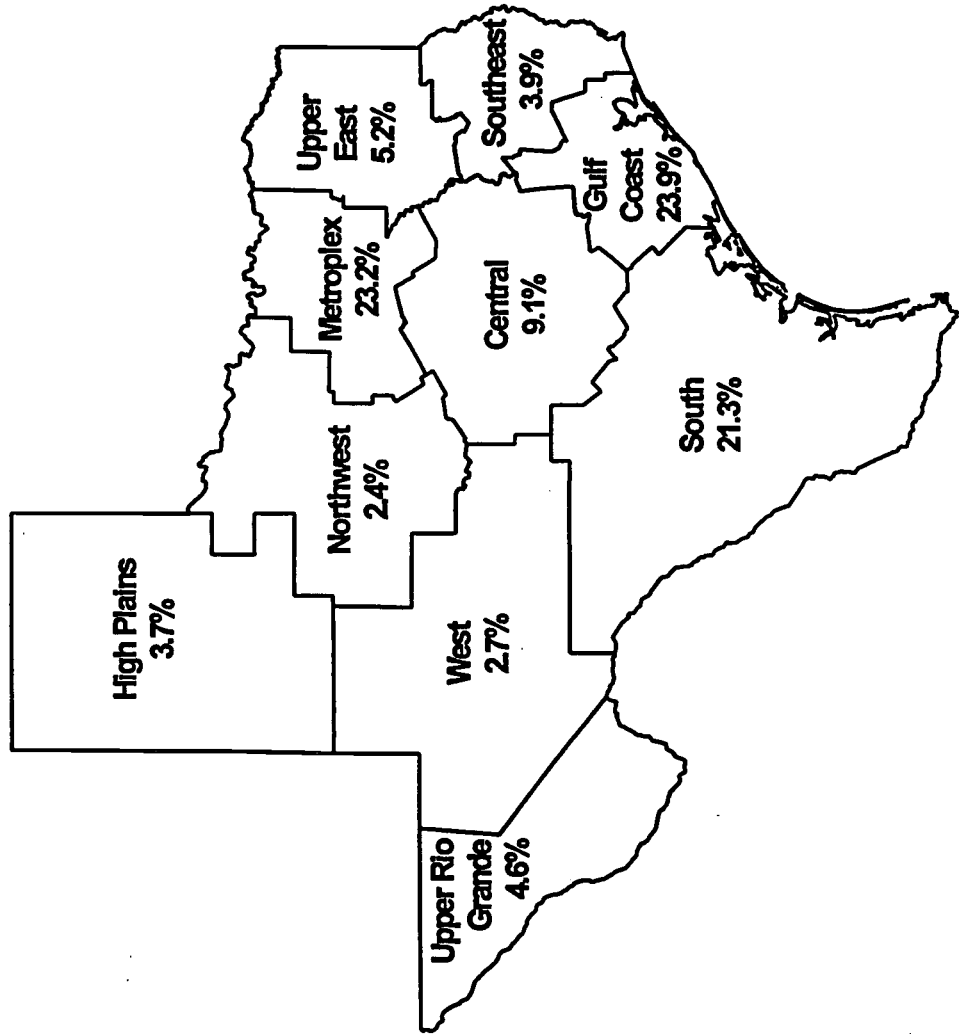 High Plains
3.7%
Northwest
2.4%
Metroplex
23.2%
Upper
East
5.2%
Southeast
3.9%
Gulf
Coast
23.9%
Central
9.1%
West
2.7%
Upper Rio
Grande
4.6%
South
21.3%